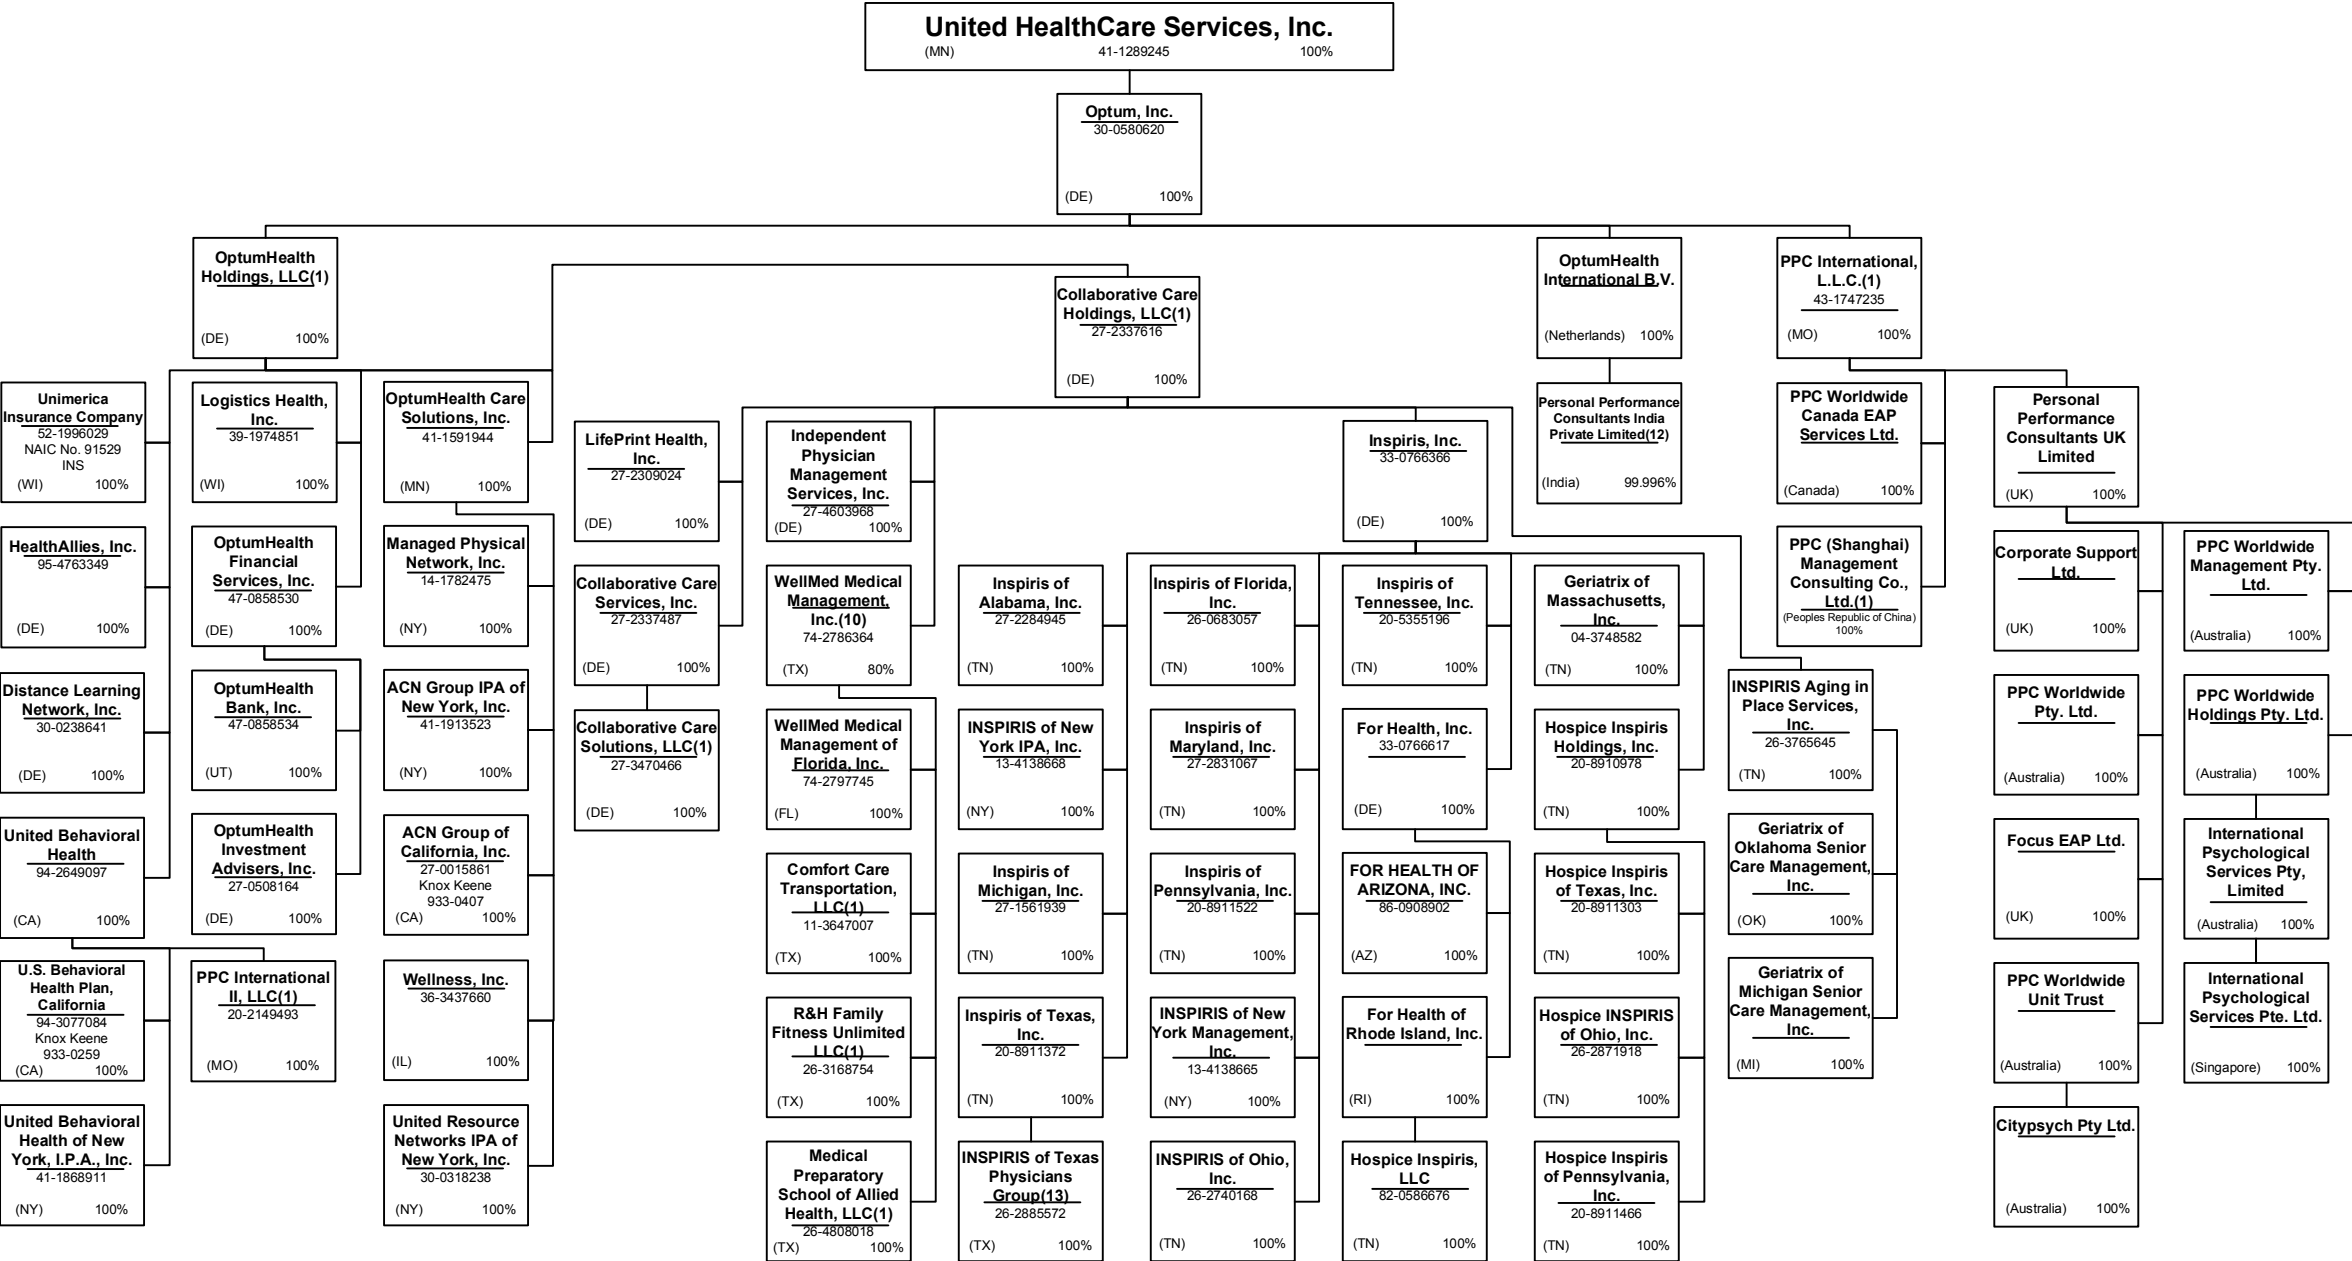 United HealthCare Services, Inc.
(MN) 41-1289245 100%
Optum, Inc.
30-0580620
(DE) 100%
OptumHealth
Holdings, LLC(1)
(DE) 100%
Collaborative Care
Holdings, LLC(1)
27-2337616
(DE) 100%
OptumHealth
International B.V.
(Netherlands) 100%
PPC International,
L.L.C.(1)
43-1747235
(MO) 100%
Unimerica
Insurance Company
52-1996029
NAIC No. 91529
INS
(WI) 100%
Logistics Health,
Inc.
39-1974851
(WI) 100%
OptumHealth Care
Solutions, Inc.
41-1591944
(MN) 100%
LifePrint Health,
Inc.
27-2309024
(DE) 100%
Independent
Physician
Management
Services, Inc.
27-4603968
(DE) 100%
Inspiris, Inc.
33-0766366
(DE) 100%
Personal Performance
Consultants India
Private Limited(12)
(India) 99.996%
PPC Worldwide
Canada EAP
Services Ltd.
(Canada) 100%
Personal
Performance
Consultants UK
Limited
(UK) 100%
HealthAllies, Inc.
95-4763349
(DE) 100%
OptumHealth
Financial
Services, Inc.
47-0858530
(DE) 100%
Managed Physical
Network, Inc.
14-1782475
(NY) 100%
Collaborative Care
Services, Inc.
27-2337487
(DE) 100%
WellMed Medical
Management,
Inc.(10)
74-2786364
(TX) 80%
Inspiris of
Alabama, Inc.
27-2284945
(TN) 100%
Inspiris of Florida,
Inc.
26-0683057
(TN) 100%
Inspiris of
Tennessee, Inc.
20-5355196
(TN) 100%
Geriatrix of
Massachusetts,
Inc.
04-3748582
(TN) 100%
PPC (Shanghai)
Management
Consulting Co.,
Ltd.(1)
(Peoples Republic of China)
100%
Corporate Support
Ltd.
(UK) 100%
PPC Worldwide
Management Pty.
Ltd.
(Australia) 100%
Distance Learning
Network, Inc.
30-0238641
(DE) 100%
OptumHealth
Bank, Inc.
47-0858534
(UT) 100%
ACN Group IPA of
New York, Inc.
41-1913523
(NY) 100%
Collaborative Care
Solutions, LLC(1)
27-3470466
(DE) 100%
WellMed Medical
Management of
Florida, Inc.
74-2797745
(FL) 100%
INSPIRIS of New
York IPA, Inc.
13-4138668
(NY) 100%
Inspiris of
Maryland, Inc.
27-2831067
(TN) 100%
For Health, Inc.
33-0766617
(DE) 100%
Hospice Inspiris
Holdings, Inc.
20-8910978
(TN) 100%
INSPIRIS Aging in
Place Services,
Inc.
26-3765645
(TN) 100%
PPC Worldwide
Pty. Ltd.
(Australia) 100%
PPC Worldwide
Holdings Pty. Ltd.
(Australia) 100%
United Behavioral
Health
94-2649097
(CA) 100%
OptumHealth
Investment
Advisers, Inc.
27-0508164
(DE) 100%
ACN Group of
California, Inc.
27-0015861
Knox Keene
933-0407
(CA) 100%
Comfort Care
Transportation,
LLC(1)
11-3647007
(TX) 100%
Inspiris of
Michigan, Inc.
27-1561939
(TN) 100%
Inspiris of
Pennsylvania, Inc.
20-8911522
(TN) 100%
FOR HEALTH OF
ARIZONA, INC.
86-0908902
(AZ) 100%
Hospice Inspiris
of Texas, Inc.
20-8911303
(TN) 100%
Geriatrix of
Oklahoma Senior
Care Management,
Inc.
(OK) 100%
Focus EAP Ltd.
(UK) 100%
International
Psychological
Services Pty,
Limited
(Australia) 100%
U.S. Behavioral
Health Plan,
California
94-3077084
Knox Keene
933-0259
(CA) 100%
PPC International
II, LLC(1)
20-2149493
(MO) 100%
Wellness, Inc.
36-3437660
(IL) 100%
R&H Family
Fitness Unlimited
LLC(1)
26-3168754
(TX) 100%
Inspiris of Texas,
Inc.
20-8911372
(TN) 100%
INSPIRIS of New
York Management,
Inc.
13-4138665
(NY) 100%
For Health of
Rhode Island, Inc.
(RI) 100%
Hospice INSPIRIS
of Ohio, Inc.
26-2871918
(TN) 100%
Geriatrix of
Michigan Senior
Care Management,
Inc.
(MI) 100%
PPC Worldwide
Unit Trust
(Australia) 100%
International
Psychological
Services Pte. Ltd.
(Singapore) 100%
United Behavioral
Health of New
York, I.P.A., Inc.
41-1868911
(NY) 100%
United Resource
Networks IPA of
New York, Inc.
30-0318238
(NY) 100%
Medical
Preparatory
School of Allied
Health, LLC(1)
26-4808018
(TX) 100%
INSPIRIS of Texas
Physicians
Group(13)
26-2885572
(TX) 100%
INSPIRIS of Ohio,
Inc.
26-2740168
(TN) 100%
Hospice Inspiris,
LLC
82-0586676
(TN) 100%
Hospice Inspiris
of Pennsylvania,
Inc.
20-8911466
(TN) 100%
Citypsych Pty Ltd.
(Australia) 100%